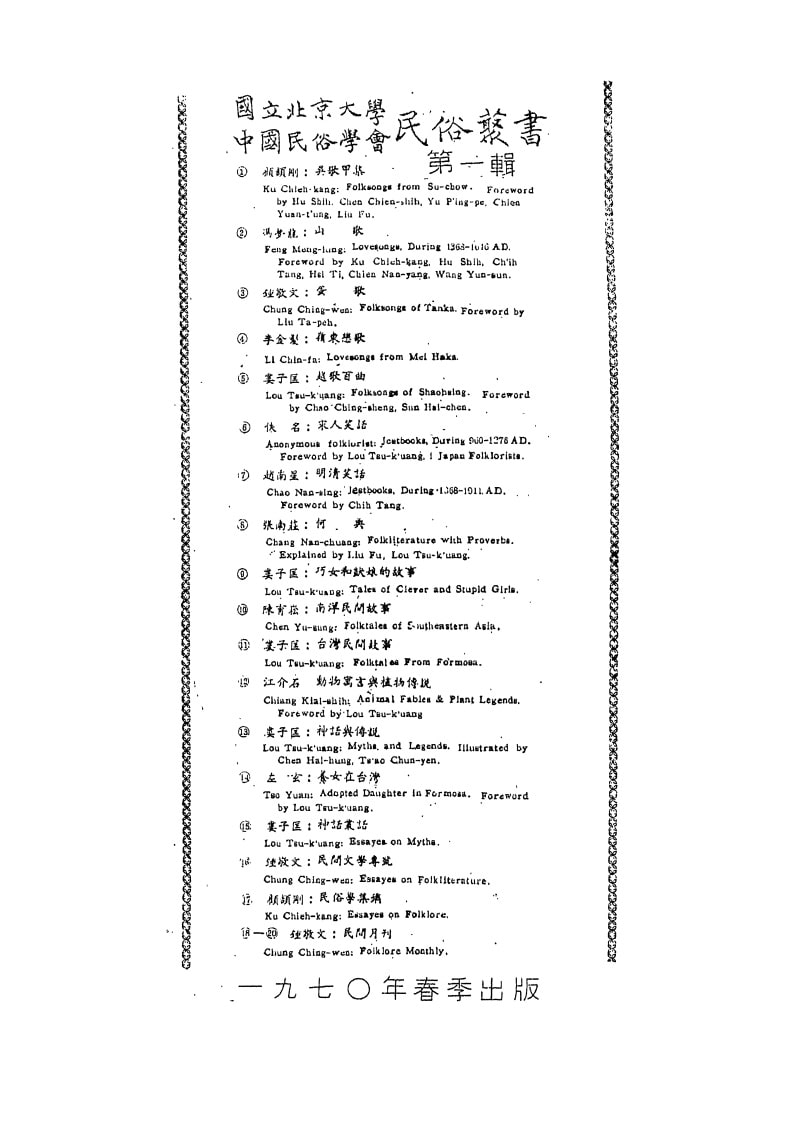 國立北京大學
中國民俗學會 民俗叢書
第一輯
① 顧頡剛：吳歌甲集
Ku Chieh-kang: Folksongs from Su-chow. Foreword
by Hu Shih, Chen Chien-shih, Yu P'ing-pe, Chien
Yuan-t'ung, Liu Fu.
② 馮夢龍：山 歌
Feng Mong-lung: Lovesongs, During 1368-1616 AD.
Foreword by Ku Chieh-kang, Hu Shih, Ch'ih
Tang, Hsi Ti, Chien Nan-yang, Wang Yun-sun.
③ 鍾敬文：蛋 歌
Chung Ching-wen: Folksongs of Tanka. Foreword by
Liu Ta-peh.
④ 李金髮：嶺東戀歌
Li Chin-fa: Lovesongs from Mei Haka.
⑤ 婁子匡：越歌百曲
Lou Tsu-k'uang: Folksongs of Shaohsing. Foreword
by Chao Ching-sheng, Sun Hai-chen.
⑥ 佚 名：宋人笑話
Anonymous folklorist: Jestbooks, During 960-1276 AD.
Foreword by Lou Tsu-k'uang, i Japan Folklorists.
⑦ 趙南星：明清笑話
Chao Nan-sing: Jestbooks, During 1368-1911 AD.
Foreword by Chih Tang.
⑧ 張南莊：何 典
Chang Nan-chuang: Folkliterature with Proverbs.
Explained by Liu Fu, Lou Tsu-k'uang.
⑨ 婁子匡：巧女和獃娘的故事
Lou Tsu-k'uang: Tales of Clever and Stupid Girls.
⑩ 陳育崧：南洋民間故事
Chen Yu-sung: Folktales of Southeastern Asia.
⑪ 婁子匡：台灣民間故事
Lou Tsu-k'uang: Folktales From Formosa.
⑫ 江介石 動物寓言與植物傳說
Chiang Kiai-shih: Animal Fables & Plant Legends.
Foreword by Lou Tsu-k'uang
⑬ 婁子匡：神話與傳說
Lou Tsu-k'uang: Myths, and Legends. Illustrated by
Chen Hai-hung, Ts'ao Chun-yen.
⑭ 左 玄：養女在台灣
Tso Yuan: Adopted Daughter in Formosa. Foreword
by Lou Tsu-k'uang.
⑮ 婁子匡：神話叢話
Lou Tsu-k'uang: Essayes on Myths.
⑯ 鍾敬文：民間文學專號
Chung Ching-wen: Essayes on Folkliterature.
⑰ 顧頡剛：民俗學集鐫
Ku Chieh-kang: Essayes on Folklore.
⑱—⑳ 鍾敬文：民間月刊
Chung Ching-wen: Folklore Monthly.
一九七〇年春季出版